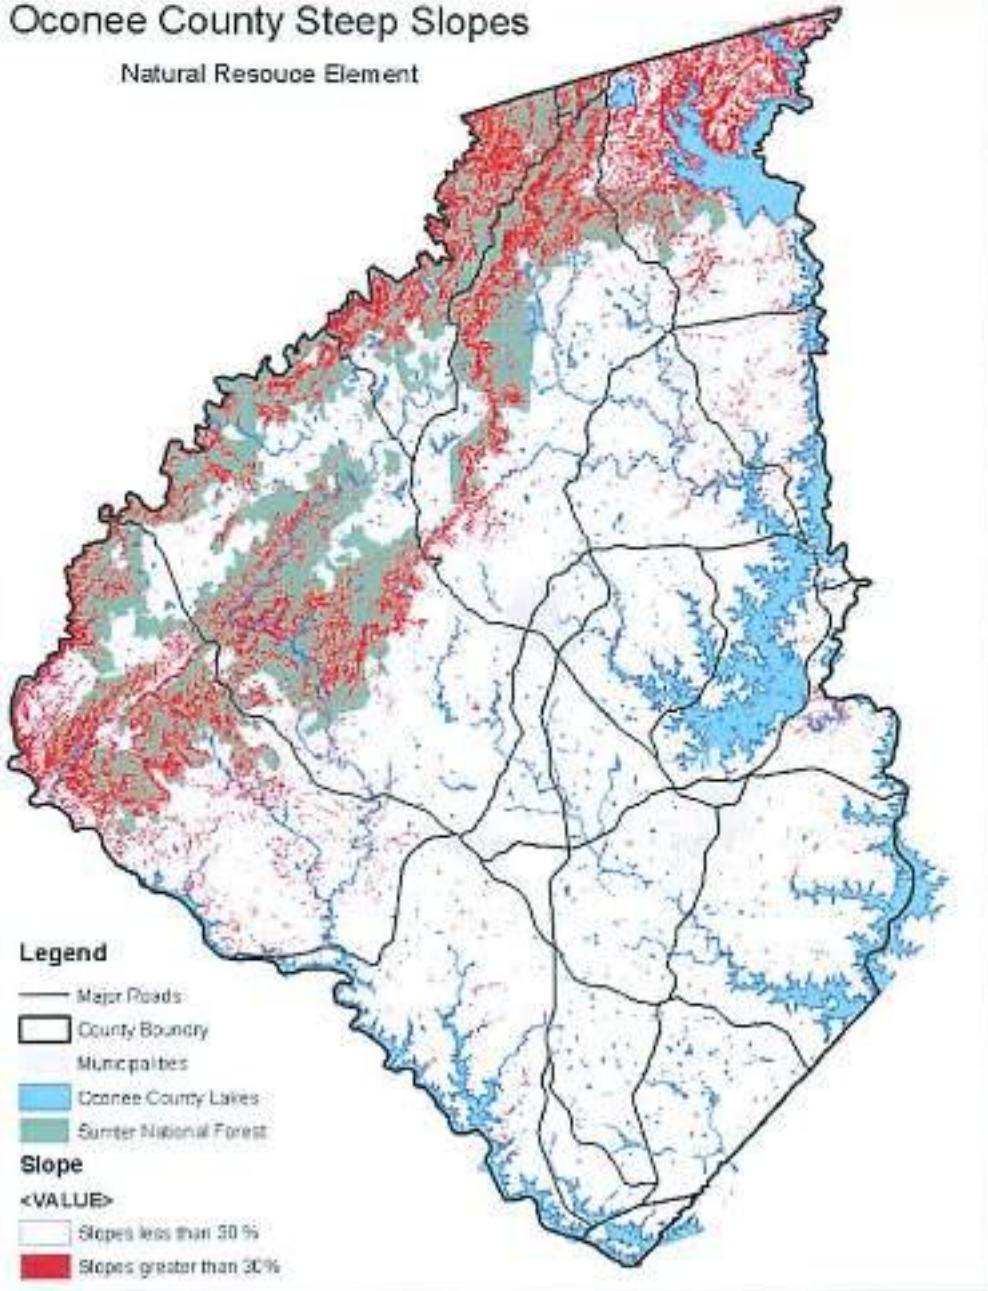 Oconee County Steep Slopes
Natural Resouce Element
Legend
Major Roads
County Boundry
Municipalities
Oconee County Lakes
Sumter National Forest
Slope
<VALUE>
Slopes less than 30 %
Slopes greater than 30%